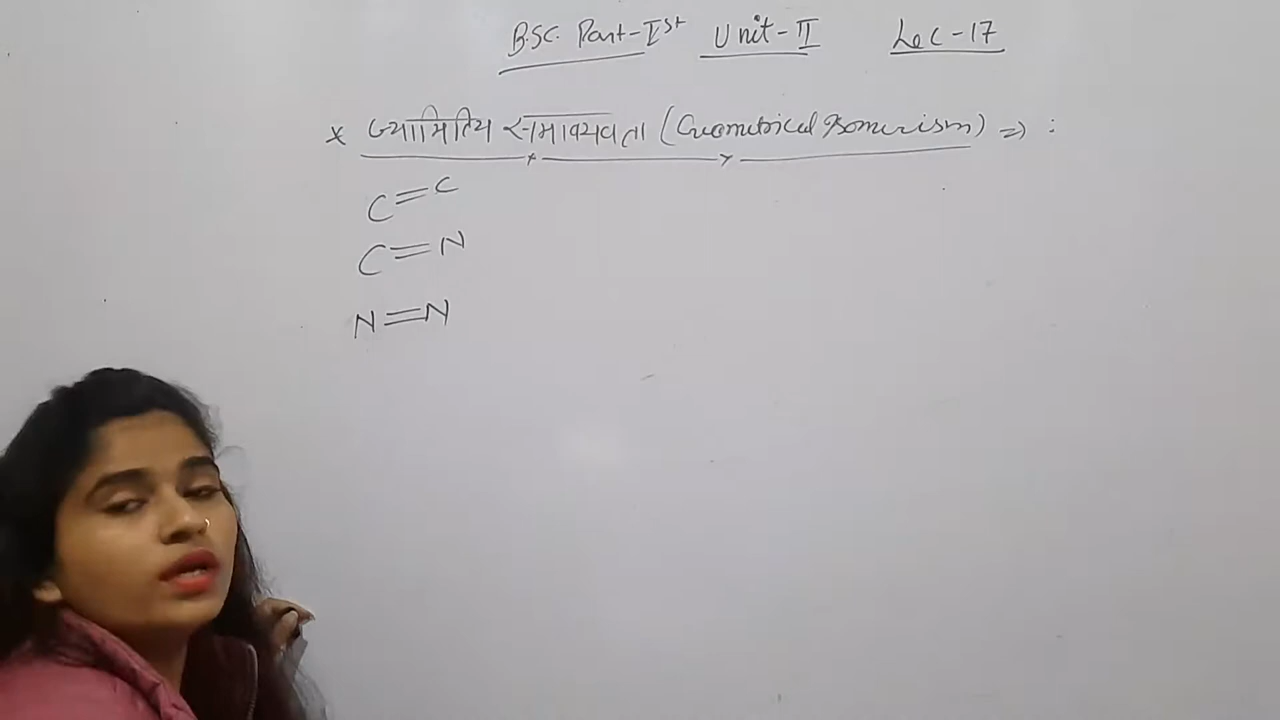 B.SC. Part-Ist Unit-II Lec-17
* ज्यामितिय समावयवता (Geometrical Isomerism) => :
C=C
C=N
N=N